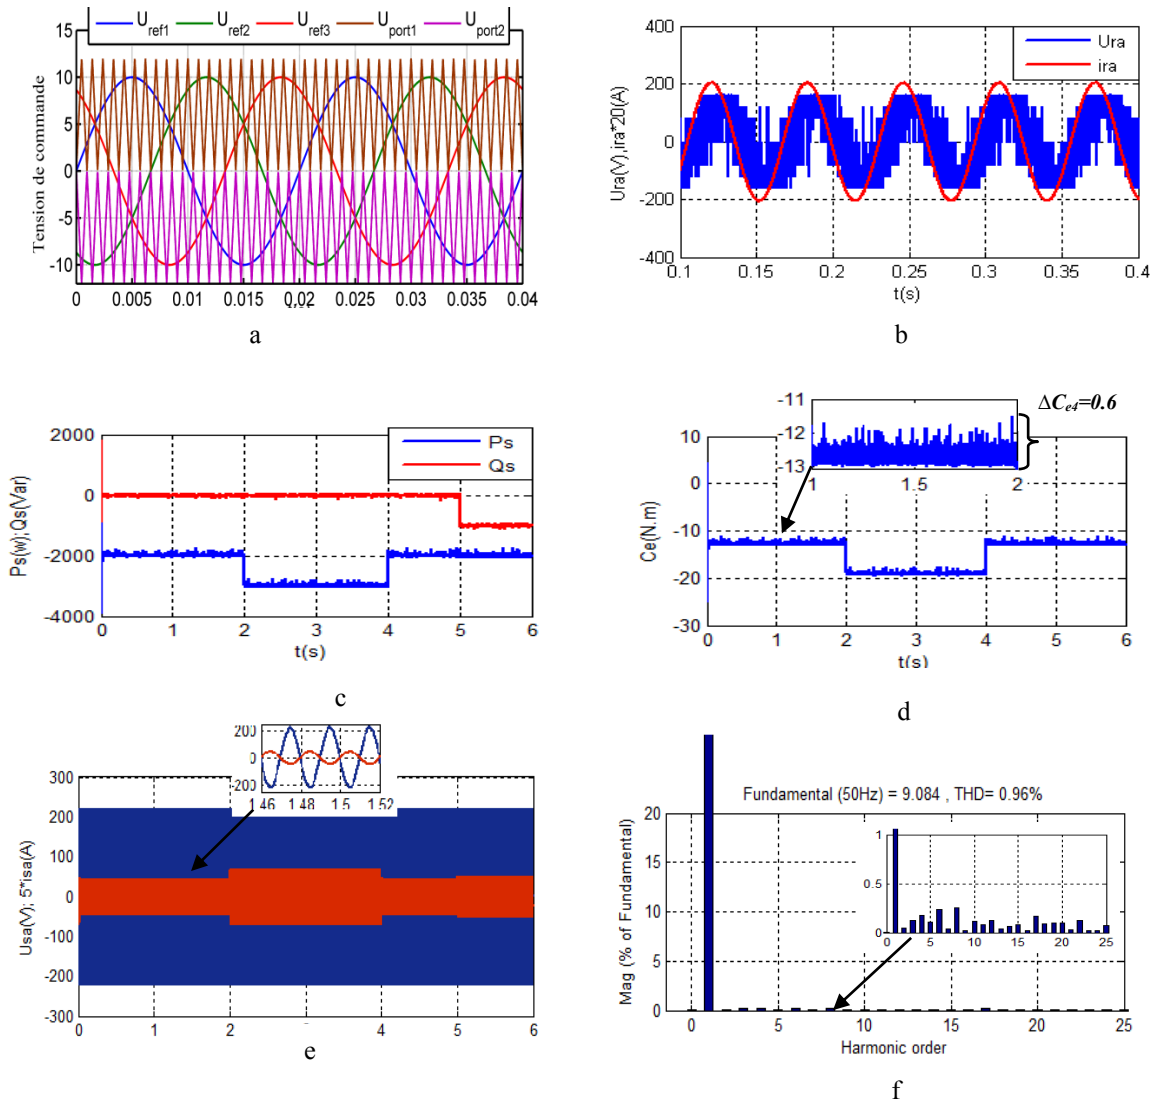 U_ref1 U_ref2 U_ref3 U_port1 U_port2
Tension de commande
15
10
5
0
-5
-10
0 0.005 0.01 0.015 0.02 0.025 0.03 0.035 0.04
a
Ura
ira
Ura(V),ira*20(A)
400
200
0
-200
-400
0.1 0.15 0.2 0.25 0.3 0.35 0.4
t(s)
b
Ps
Qs
Ps(w);Qs(Var)
2000
0
-2000
-4000
0 1 2 3 4 5 6
t(s)
c
ΔCe4=0.6
-11
-12
-13
1 1.5 2
Ce(N.m)
10
0
-10
-20
-30
0 1 2 3 4 5 6
t(s)
d
200
0
-200
1.46 1.48 1.5 1.52
Usa(V); 5*isa(A)
300
200
100
0
-100
-200
-300
0 1 2 3 4 5 6
e
Fundamental (50Hz) = 9.084 , THD= 0.96%
Mag (% of Fundamental)
20
15
10
5
0
1
0.5
0
0 5 10 15 20 25
0 5 10 15 20 25
Harmonic order
f